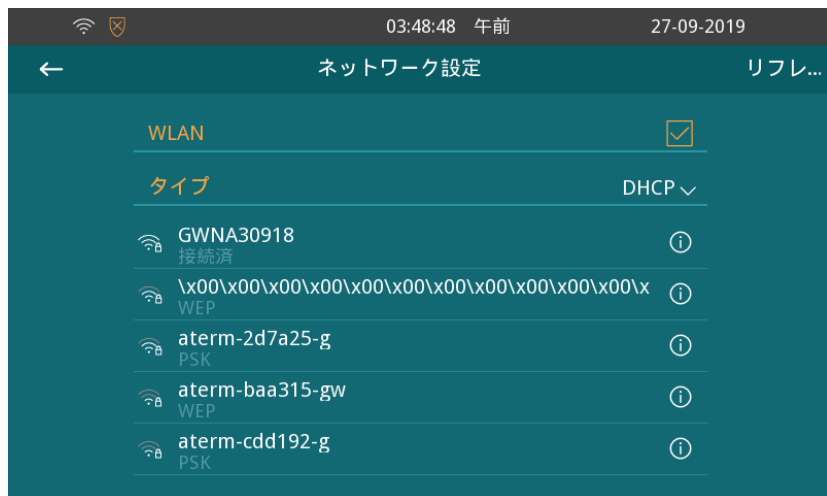 03:48:48 午前 27-09-2019
ネットワーク設定 リフレ...
WLAN
タイプ DHCP
GWNA30918
接続済
\x00\x00\x00\x00\x00\x00\x00\x00\x00\x00\x00\x
WEP
aterm-2d7a25-g
PSK
aterm-baa315-gw
WEP
aterm-cdd192-g
PSK